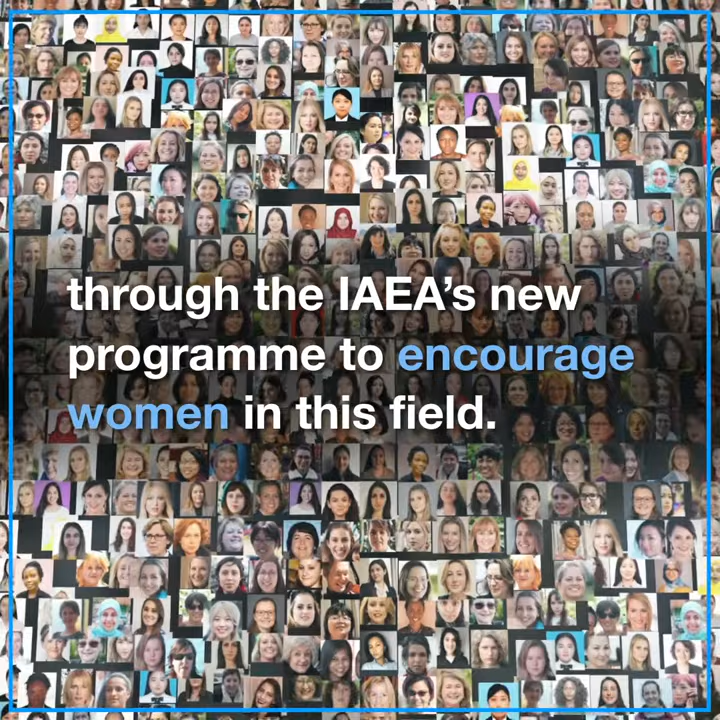 through the IAEA's new
programme to encourage
women in this field.